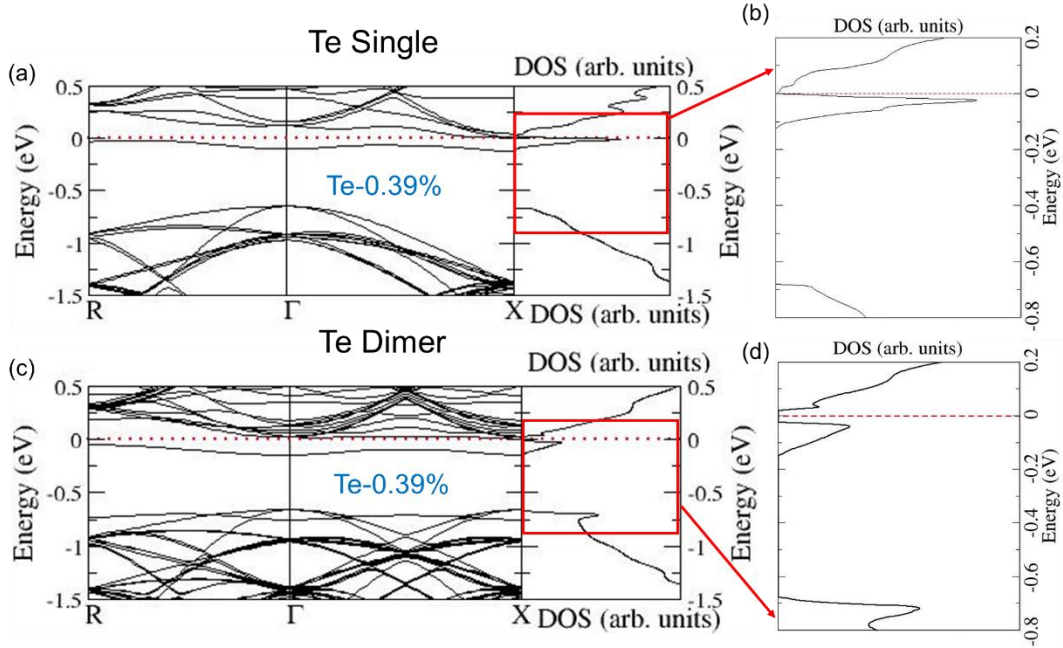 Te Single
(a)
DOS (arb. units)
0.5
0
-0.5
-1
-1.5
Energy (eV)
Te-0.39%
R
Γ
X
DOS (arb. units)
0.5
0
-0.5
-1
-1.5
(b)
DOS (arb. units)
0.2
0
-0.2
-0.4
-0.6
-0.8
Energy (eV)
Energy (eV)
Te Dimer
(c)
DOS (arb. units)
0.5
0
-0.5
-1
-1.5
Energy (eV)
Te-0.39%
R
Γ
X
DOS (arb. units)
0.5
0
-0.5
-1
-1.5
Energy (eV)
(d)
DOS (arb. units)
0.2
0
-0.2
-0.4
-0.6
-0.8
Energy (eV)